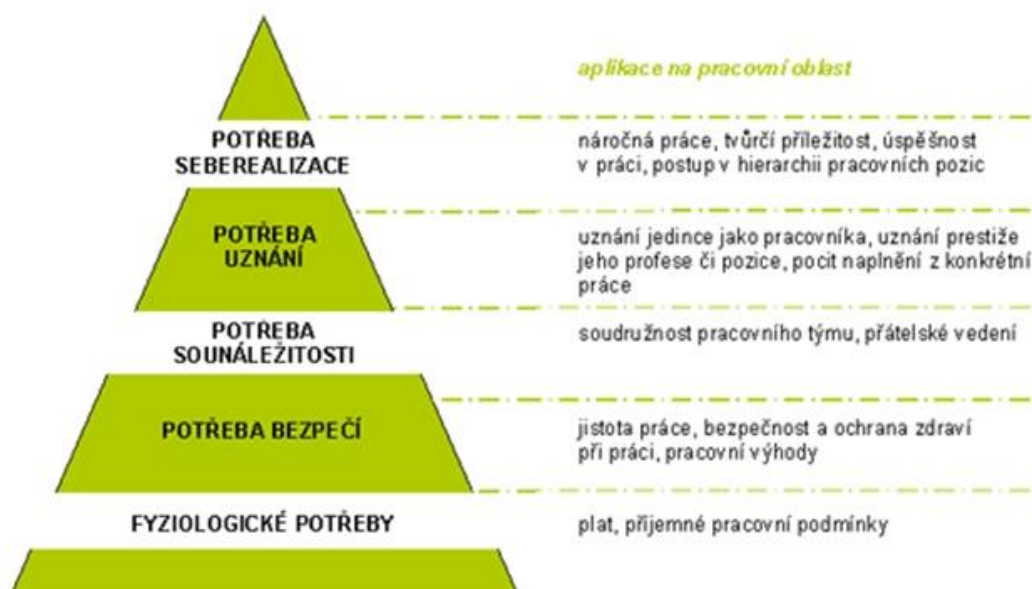 aplikace na pracovní oblast
POTŘEBA
SEBEREALIZACE
náročná práce, tvůrčí příležitost, úspěšnost
v práci, postup v hierarchii pracovních pozic
POTŘEBA
UZNÁNÍ
uznání jedince jako pracovníka, uznání prestiže
jeho profese či pozice, pocit naplnění z konkrétní
práce
POTŘEBA
SOUNÁLEŽITOSTI
soudružnost pracovního týmu, přátelské vedení
POTŘEBA BEZPEČÍ
jistota práce, bezpečnost a ochrana zdraví
při práci, pracovní výhody
FYZIOLOGICKÉ POTŘEBY
plat, příjemné pracovní podmínky